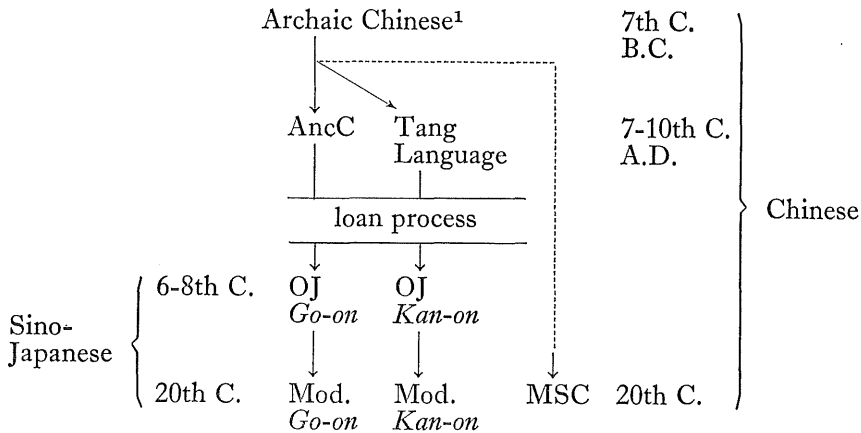 Archaic Chinese¹ 7th C.
B.C.
AncC Tang 7-10th C.
Language A.D.
loan process
Chinese
6-8th C. OJ OJ
Go-on Kan-on
Sino-
Japanese
20th C. Mod. Mod. MSC 20th C.
Go-on Kan-on